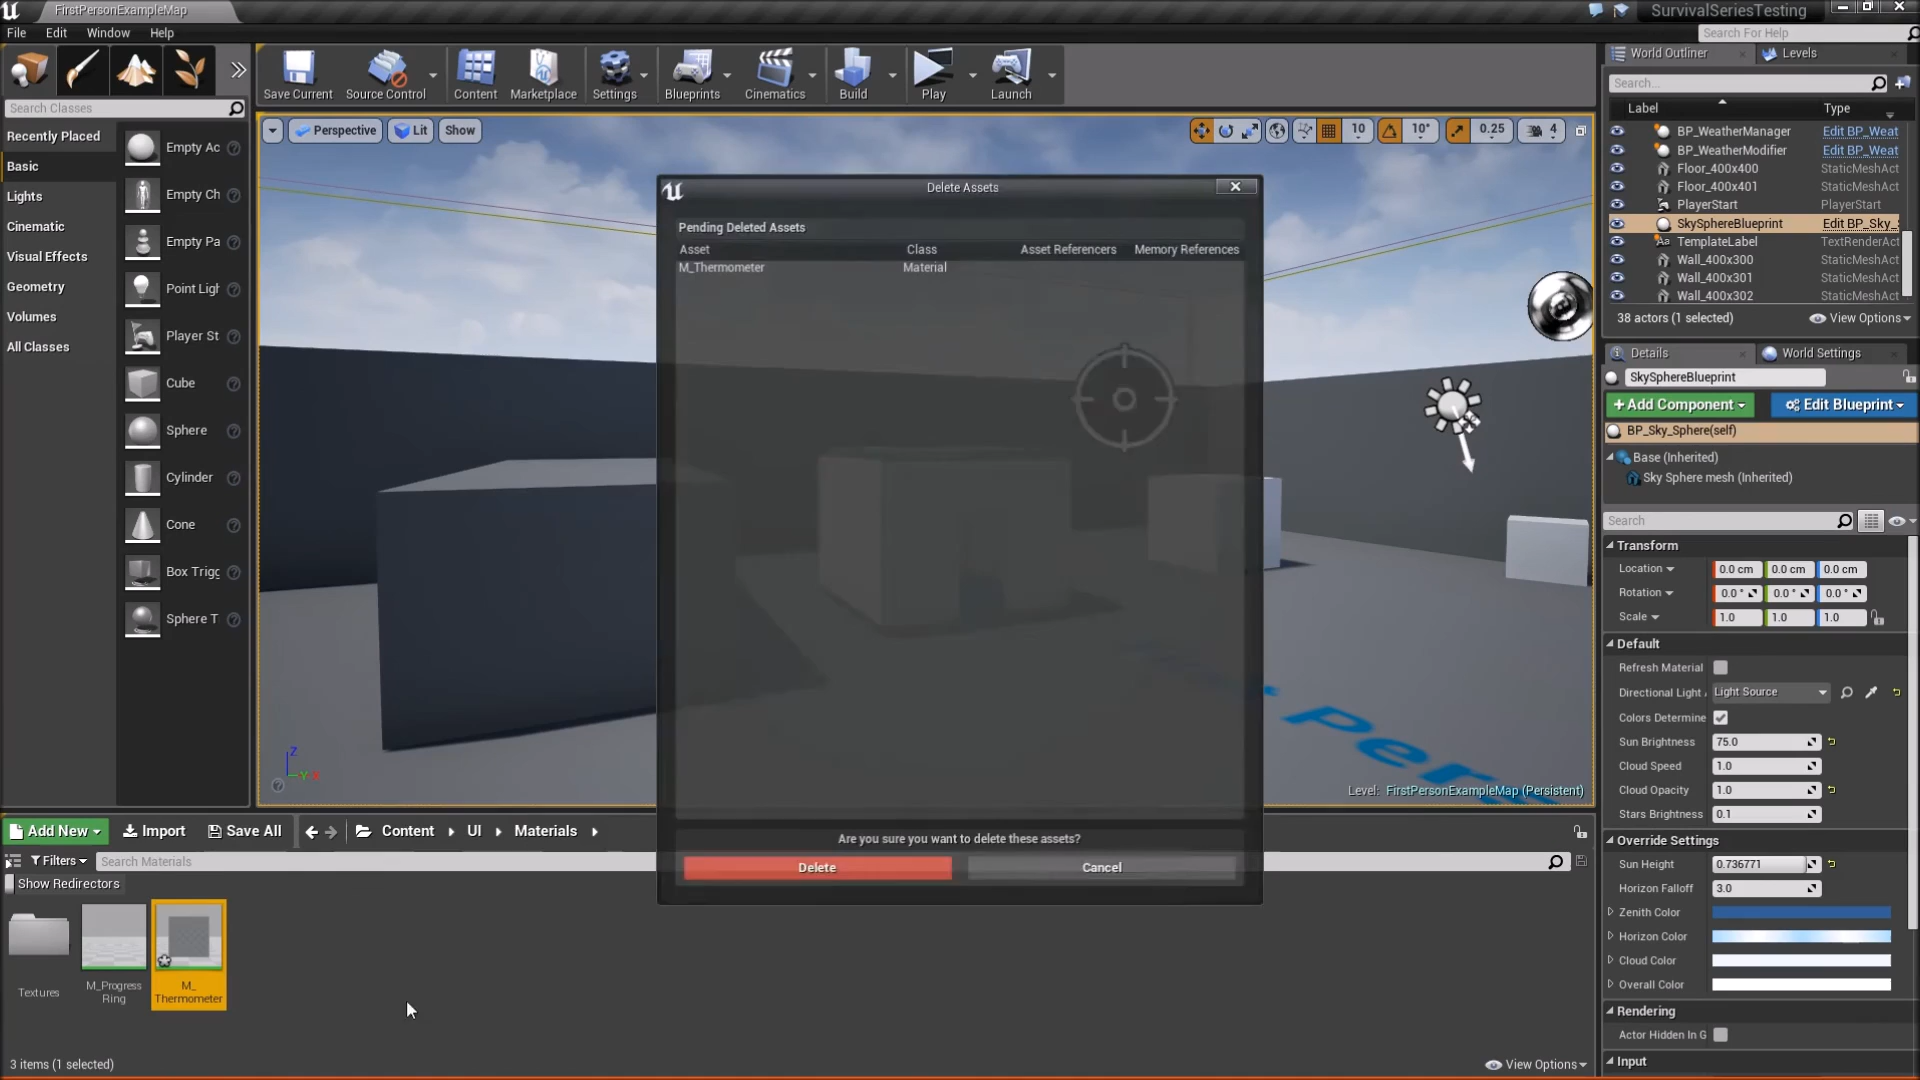 FirstPersonExampleMap
SurvivalSeriesTesting
File Edit Window Help
Search For Help
Save Current
Source Control
Content
Marketplace
Settings
Blueprints
Cinematics
Build
Play
Launch
Search Classes
Recently Placed
Basic
Lights
Cinematic
Visual Effects
Geometry
Volumes
All Classes
Empty Ac
Empty Ch
Empty Pa
Point Ligh
Player St
Cube
Sphere
Cylinder
Cone
Box Trigg
Sphere T
Perspective
Lit
Show
10
10°
0.25
4
Delete Assets
Pending Deleted Assets
Asset Class Asset Referencers Memory References
M_Thermometer Material
Are you sure you want to delete these assets?
Delete
Cancel
Z
Y X
Per
Level: FirstPersonExampleMap (Persistent)
World Outliner
Levels
Search...
Label Type
BP_WeatherManager Edit BP_Weat
BP_WeatherModifier Edit BP_Weat
Floor_400x400 StaticMeshAct
Floor_400x401 StaticMeshAct
PlayerStart PlayerStart
SkySphereBlueprint Edit BP_Sky_
TemplateLabel TextRenderAct
Wall_400x300 StaticMeshAct
Wall_400x301 StaticMeshAct
Wall_400x302 StaticMeshAct
38 actors (1 selected)
View Options
Details
World Settings
SkySphereBlueprint
+Add Component
Edit Blueprint
BP_Sky_Sphere(self)
Base (Inherited)
Sky Sphere mesh (Inherited)
Search
Transform
Location 0.0 cm 0.0 cm 0.0 cm
Rotation 0.0 ° 0.0 ° 0.0 °
Scale 1.0 1.0 1.0
Default
Refresh Material
Directional Light Light Source
Colors Determine
Sun Brightness 75.0
Cloud Speed 1.0
Cloud Opacity 1.0
Stars Brightness 0.1
Override Settings
Sun Height 0.736771
Horizon Falloff 3.0
Zenith Color
Horizon Color
Cloud Color
Overall Color
Rendering
Actor Hidden In G
Input
Add New
Import
Save All
Content UI Materials
Filters
Search Materials
Show Redirectors
Textures
M_Progress
Ring
M_
Thermometer
3 items (1 selected)
View Options